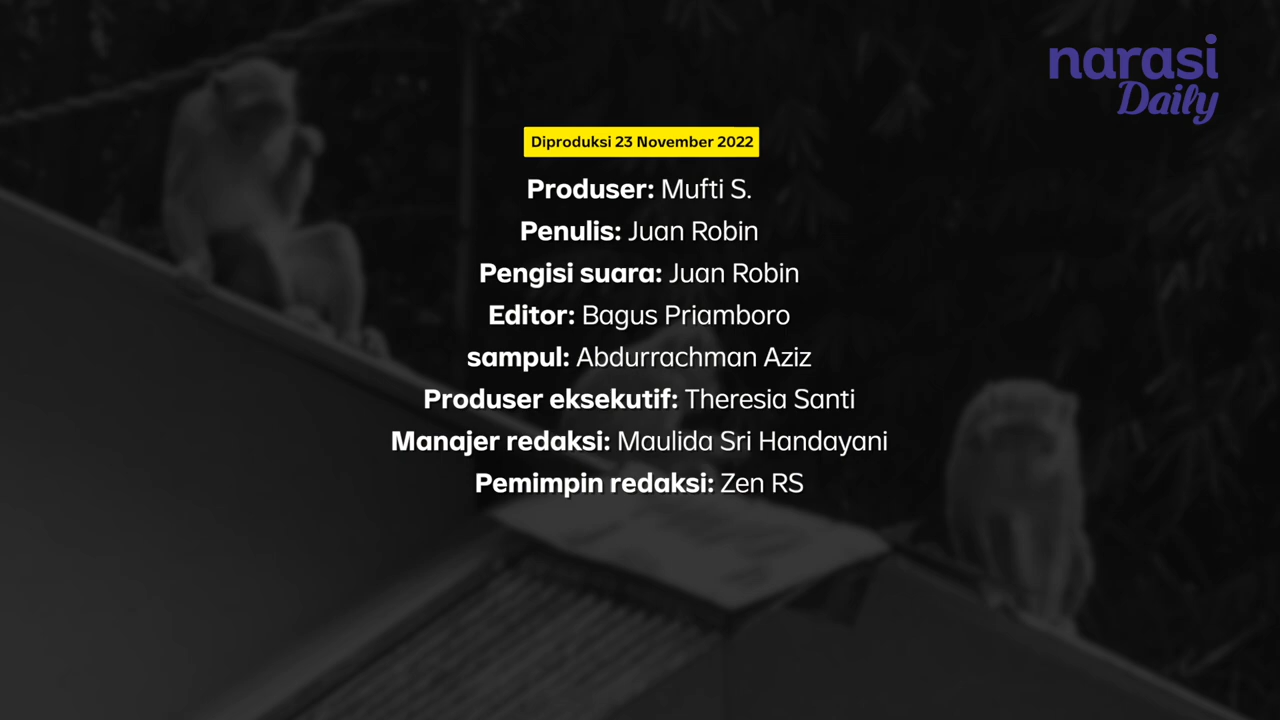 narasi
Daily
Diproduksi 23 November 2022
Produser: Mufti S.
Penulis: Juan Robin
Pengisi suara: Juan Robin
Editor: Bagus Priamboro
sampul: Abdurrachman Aziz
Produser eksekutif: Theresia Santi
Manajer redaksi: Maulida Sri Handayani
Pemimpin redaksi: Zen RS